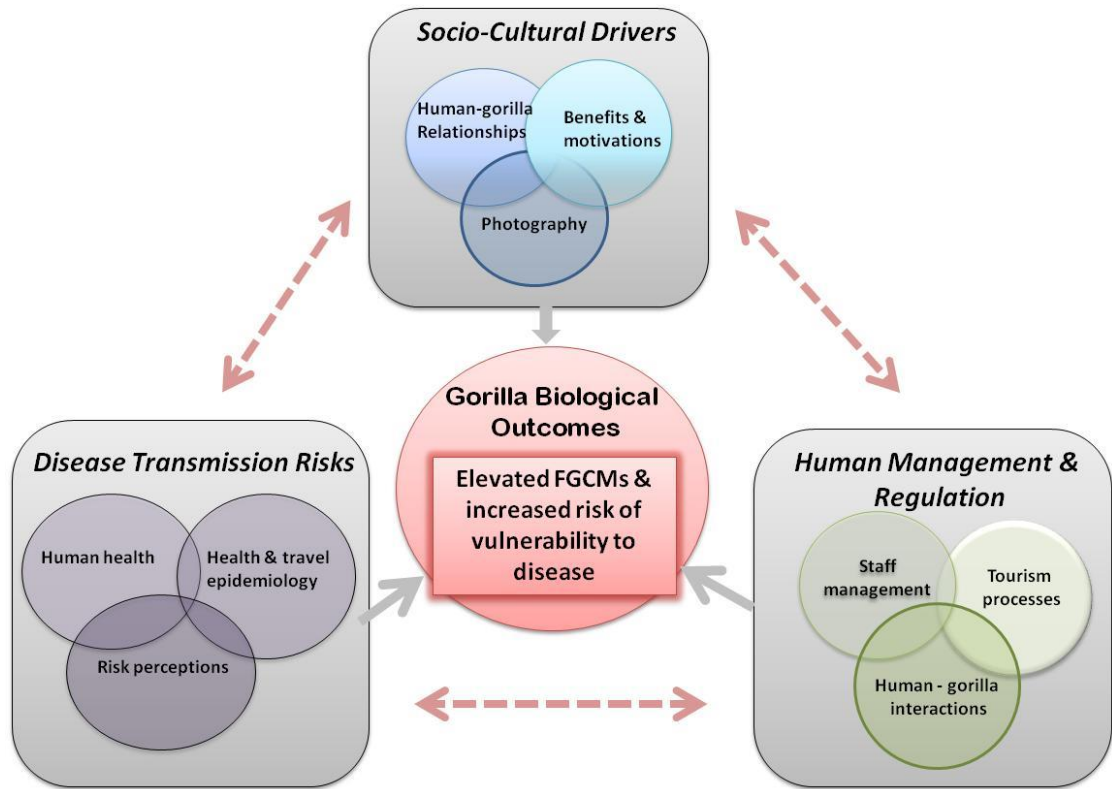 Socio-Cultural Drivers
Human-gorilla
Relationships
Benefits &
motivations
Photography
Gorilla Biological
Outcomes
Elevated FGCMs &
increased risk of
vulnerability to
disease
Disease Transmission Risks
Human health
Health & travel
epidemiology
Risk perceptions
Human Management &
Regulation
Staff
management
Tourism
processes
Human - gorilla
interactions